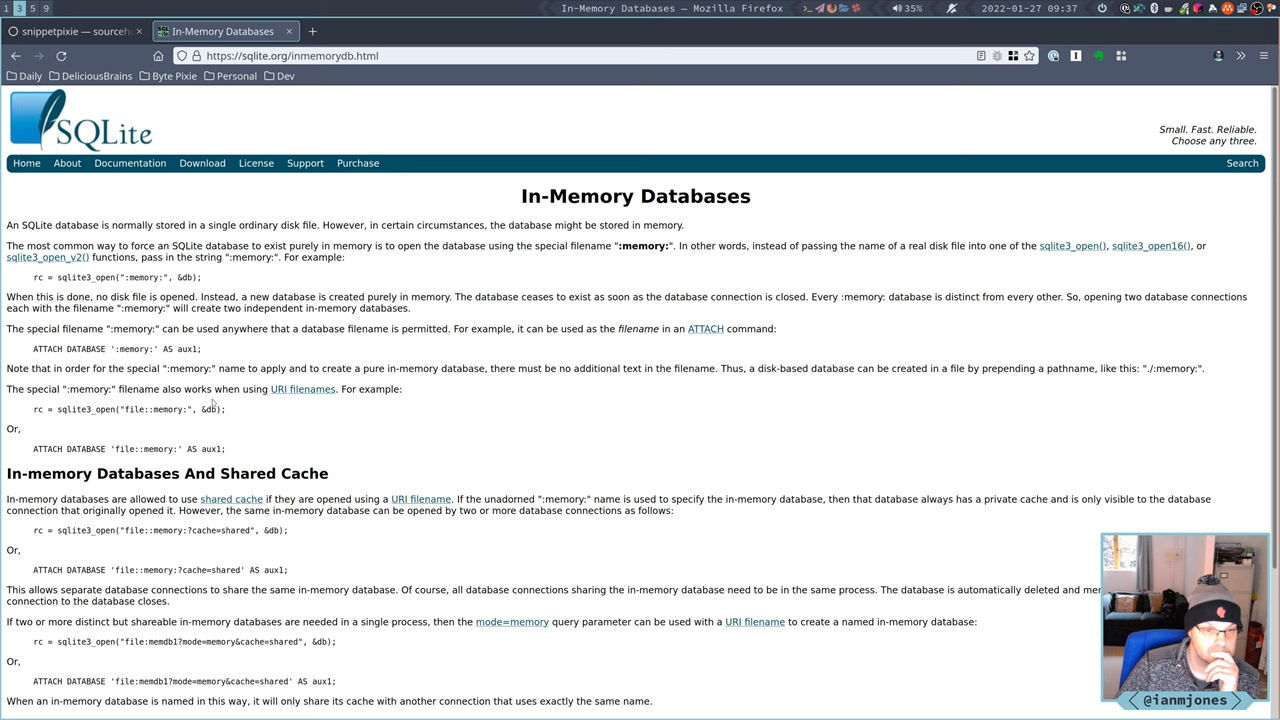 1 3 5 9
In-Memory Databases — Mozilla Firefox
35%
2022-01-27 09:37
snippetpixie — sourceh
In-Memory Databases
https://sqlite.org/inmemorydb.html
Daily DeliciousBrains Byte Pixie Personal Dev
SQLite
Small. Fast. Reliable.
Choose any three.
Home About Documentation Download License Support Purchase Search
In-Memory Databases
An SQLite database is normally stored in a single ordinary disk file. However, in certain circumstances, the database might be stored in memory.
The most common way to force an SQLite database to exist purely in memory is to open the database using the special filename ":memory:". In other words, instead of passing the name of a real disk file into one of the sqlite3_open(), sqlite3_open16(), or
sqlite3_open_v2() functions, pass in the string ":memory:". For example:
rc = sqlite3_open(":memory:", &db);
When this is done, no disk file is opened. Instead, a new database is created purely in memory. The database ceases to exist as soon as the database connection is closed. Every :memory: database is distinct from every other. So, opening two database connections
each with the filename ":memory:" will create two independent in-memory databases.
The special filename ":memory:" can be used anywhere that a database filename is permitted. For example, it can be used as the filename in an ATTACH command:
ATTACH DATABASE ':memory:' AS aux1;
Note that in order for the special ":memory:" name to apply and to create a pure in-memory database, there must be no additional text in the filename. Thus, a disk-based database can be created in a file by prepending a pathname, like this: "./:memory:".
The special ":memory:" filename also works when using URI filenames. For example:
rc = sqlite3_open("file::memory:", &db);
Or,
ATTACH DATABASE 'file::memory:' AS aux1;
In-memory Databases And Shared Cache
In-memory databases are allowed to use shared cache if they are opened using a URI filename. If the unadorned ":memory:" name is used to specify the in-memory database, then that database always has a private cache and is only visible to the database
connection that originally opened it. However, the same in-memory database can be opened by two or more database connections as follows:
rc = sqlite3_open("file::memory:?cache=shared", &db);
Or,
ATTACH DATABASE 'file::memory:?cache=shared' AS aux1;
This allows separate database connections to share the same in-memory database. Of course, all database connections sharing the in-memory database need to be in the same process. The database is automatically deleted and mer
connection to the database closes.
If two or more distinct but shareable in-memory databases are needed in a single process, then the mode=memory query parameter can be used with a URI filename to create a named in-memory database:
rc = sqlite3_open("file:memdb1?mode=memory&cache=shared", &db);
Or,
ATTACH DATABASE 'file:memdb1?mode=memory&cache=shared' AS aux1;
When an in-memory database is named in this way, it will only share its cache with another connection that uses exactly the same name.
@ianmjones